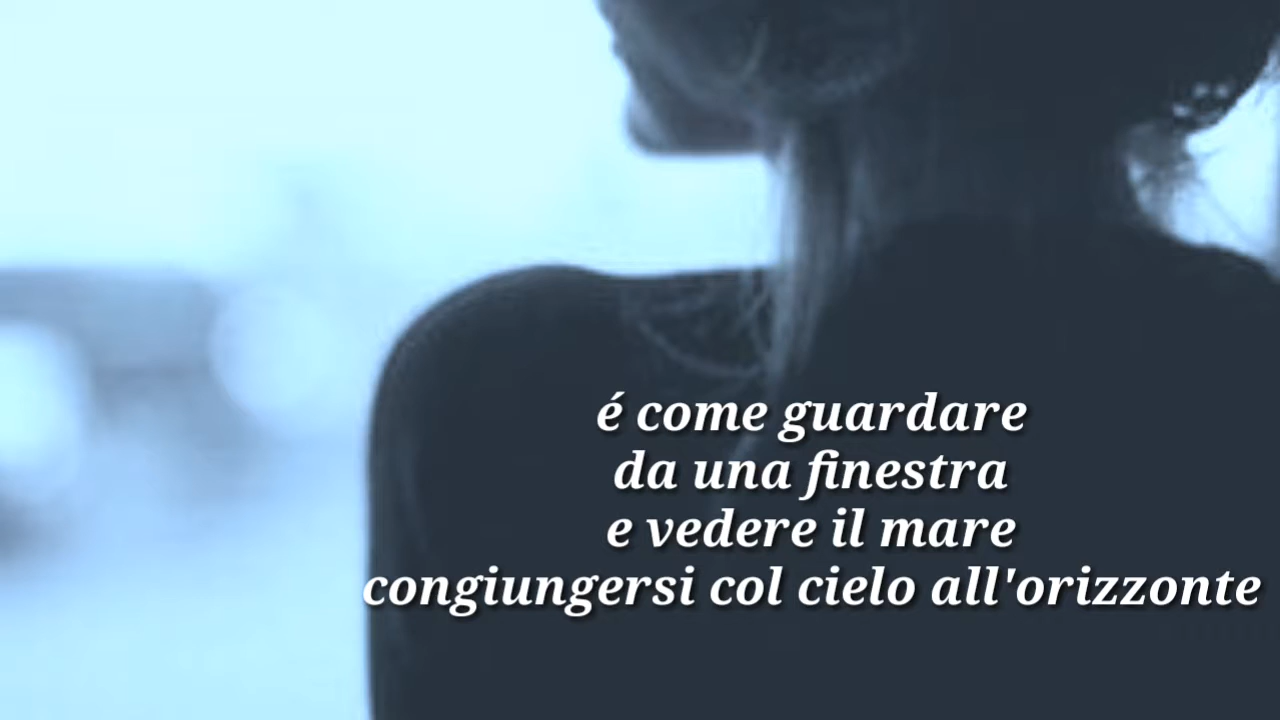 é come guardare
da una finestra
e vedere il mare
congiungersi col cielo all'orizzonte